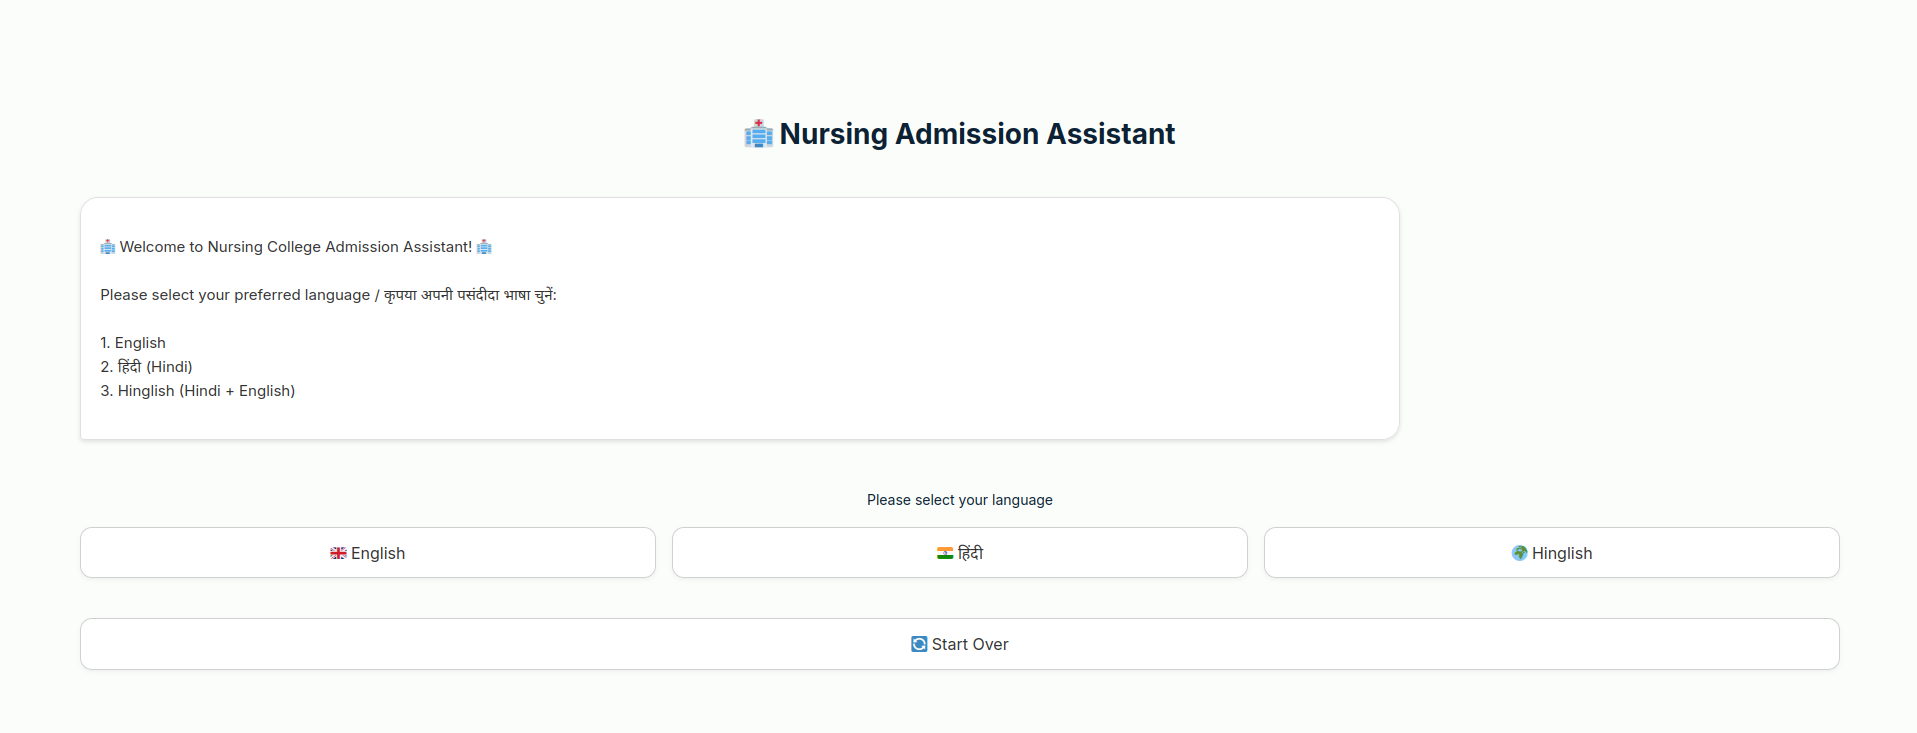 Nursing Admission Assistant
Welcome to Nursing College Admission Assistant!
Please select your preferred language / कृपया अपनी पसंदीदा भाषा चुनें:
1. English
2. हिंदी (Hindi)
3. Hinglish (Hindi + English)
Please select your language
English
हिंदी
Hinglish
Start Over